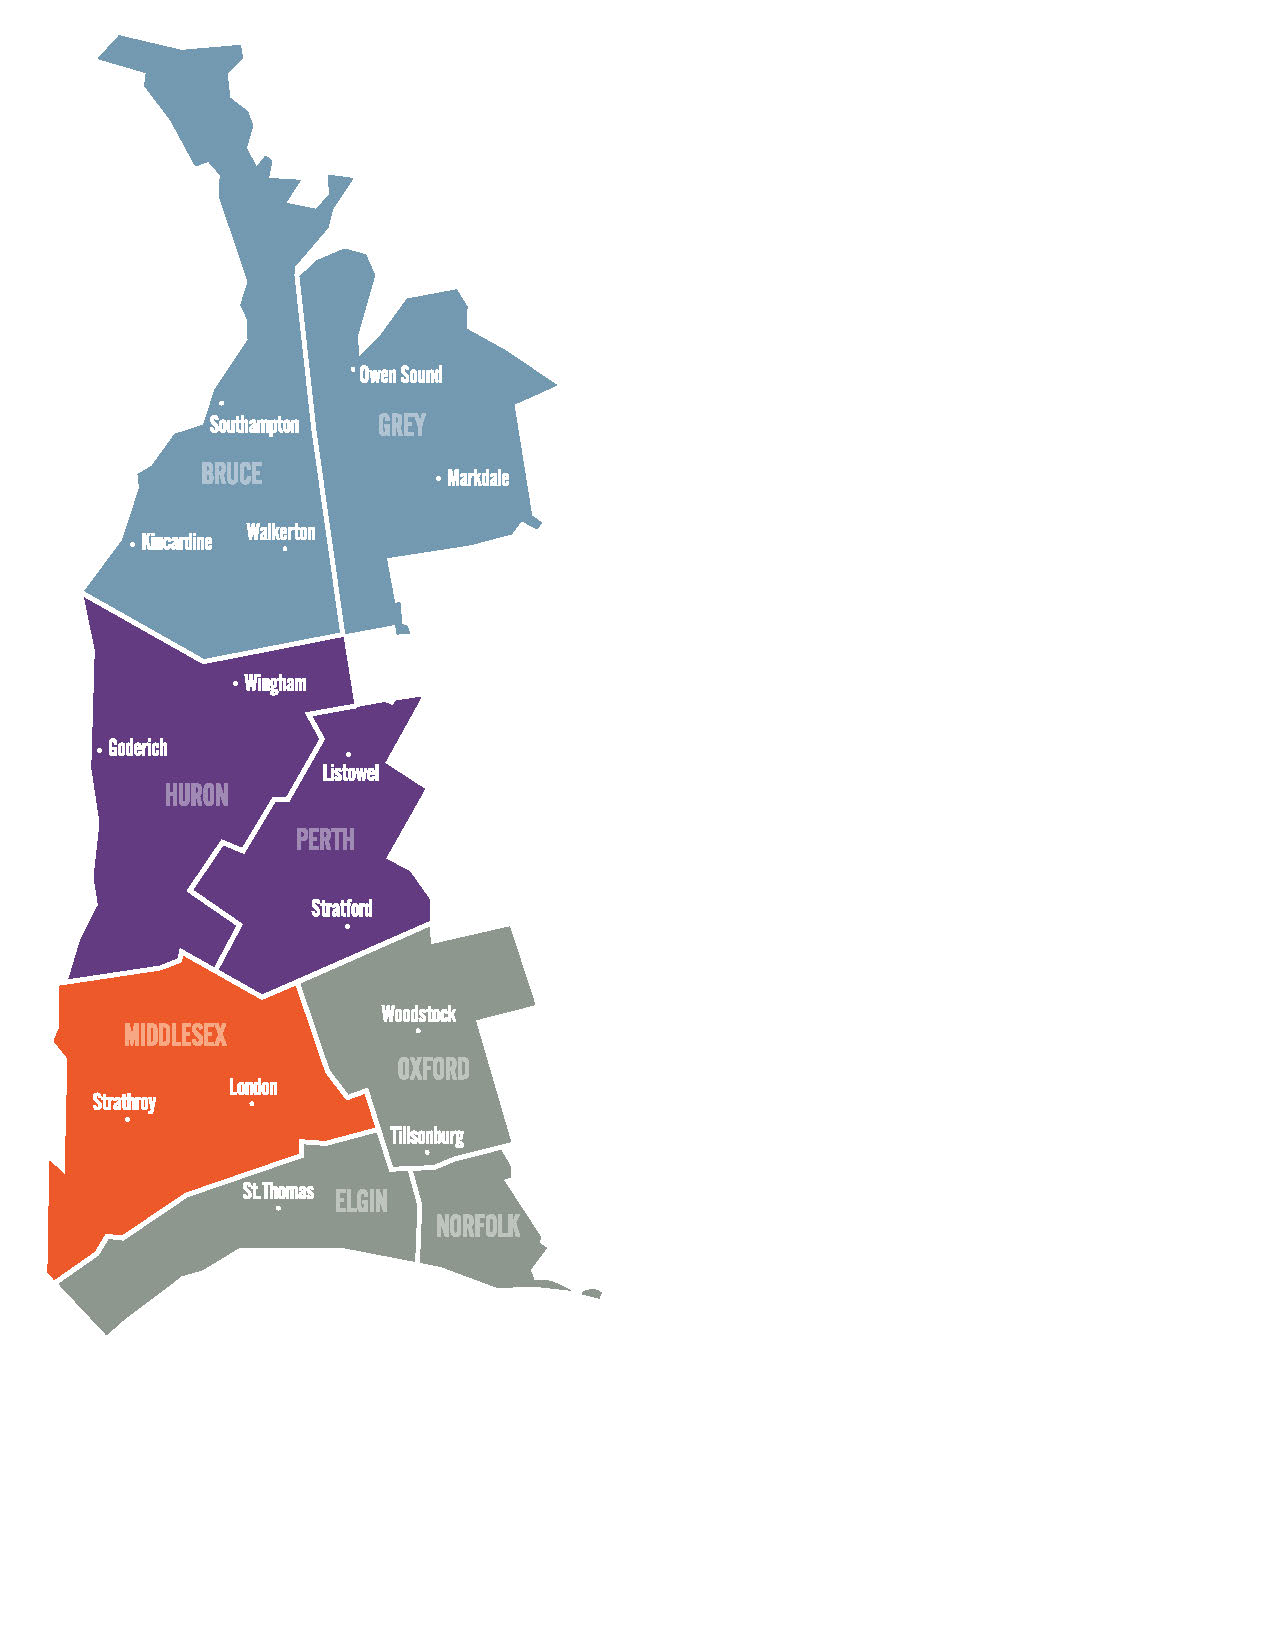 Owen Sound
GREY
Southampton
BRUCE
Markdale
Walkerton
Kincardine
Wingham
Goderich
Listowel
HURON
PERTH
Stratford
Woodstock
MIDDLESEX
OXFORD
London
Strathroy
Tillsonburg
St. Thomas
ELGIN
NORFOLK